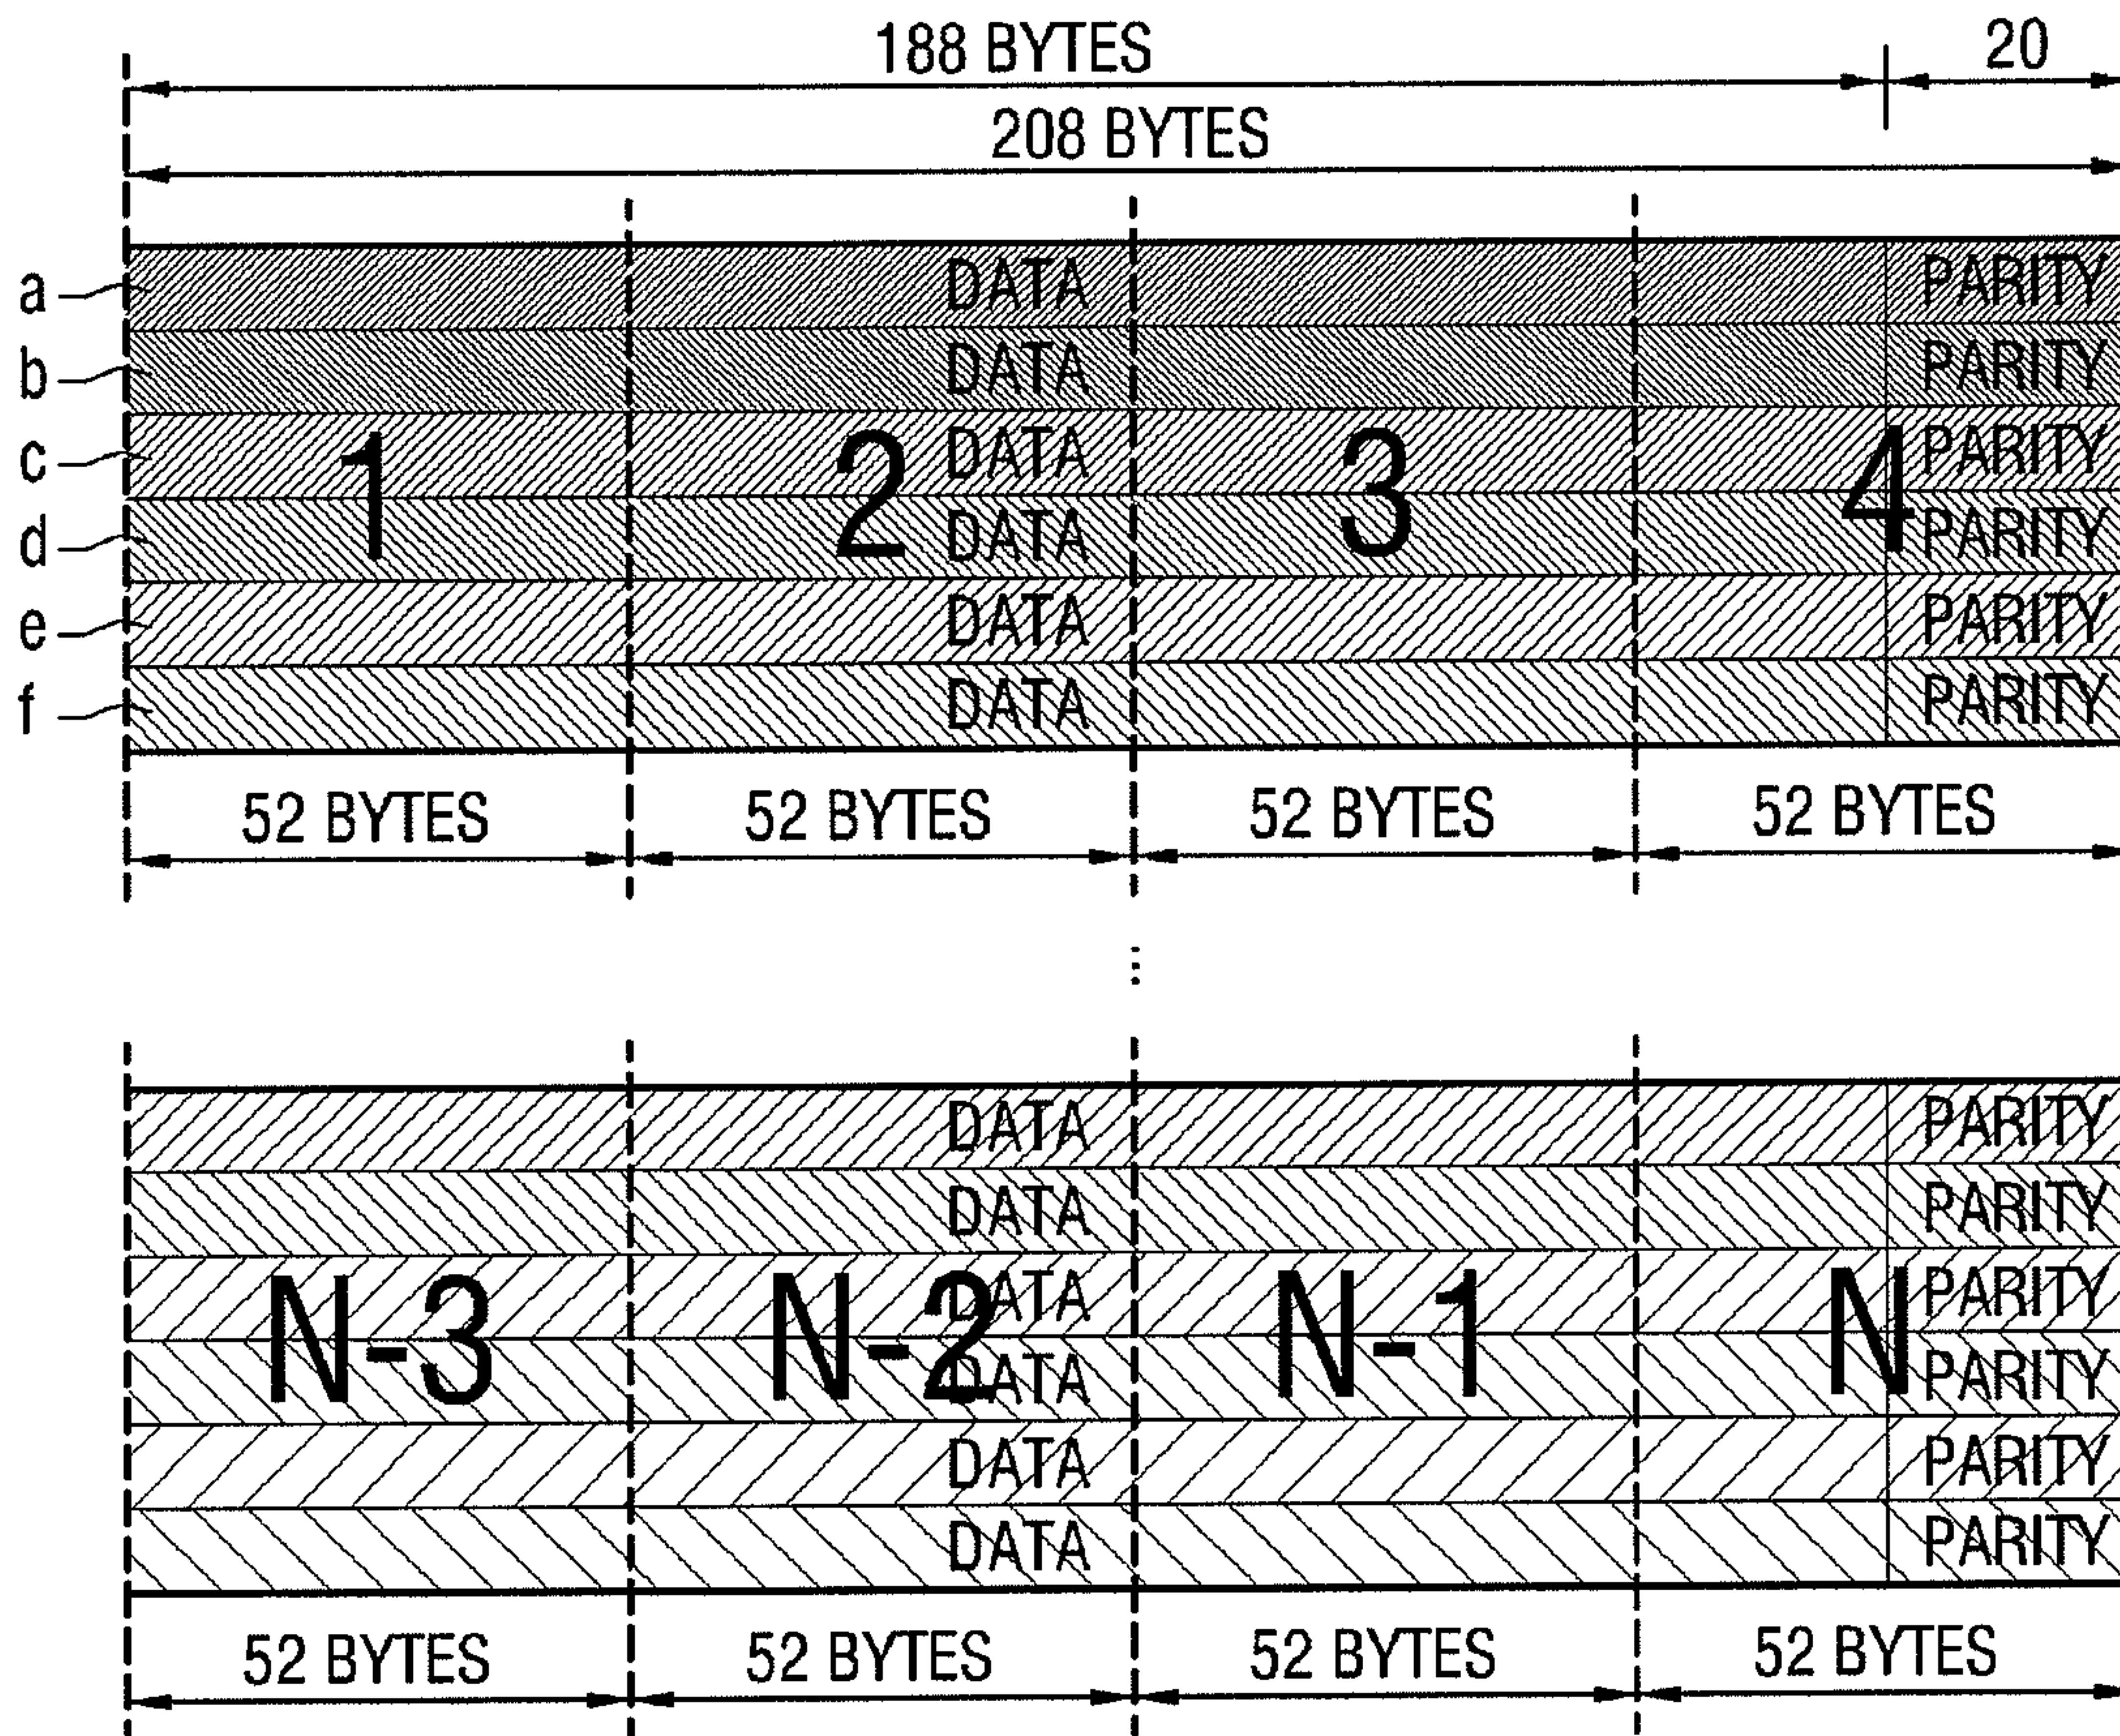 188 BYTES 20
208 BYTES
a DATA PARITY
b DATA PARITY
c DATA PARITY
d DATA PARITY
e DATA PARITY
f DATA PARITY
1 2 3 4
52 BYTES 52 BYTES 52 BYTES 52 BYTES
DATA PARITY
DATA PARITY
DATA PARITY
DATA PARITY
DATA PARITY
DATA PARITY
N-3 N-2 N-1 N
52 BYTES 52 BYTES 52 BYTES 52 BYTES